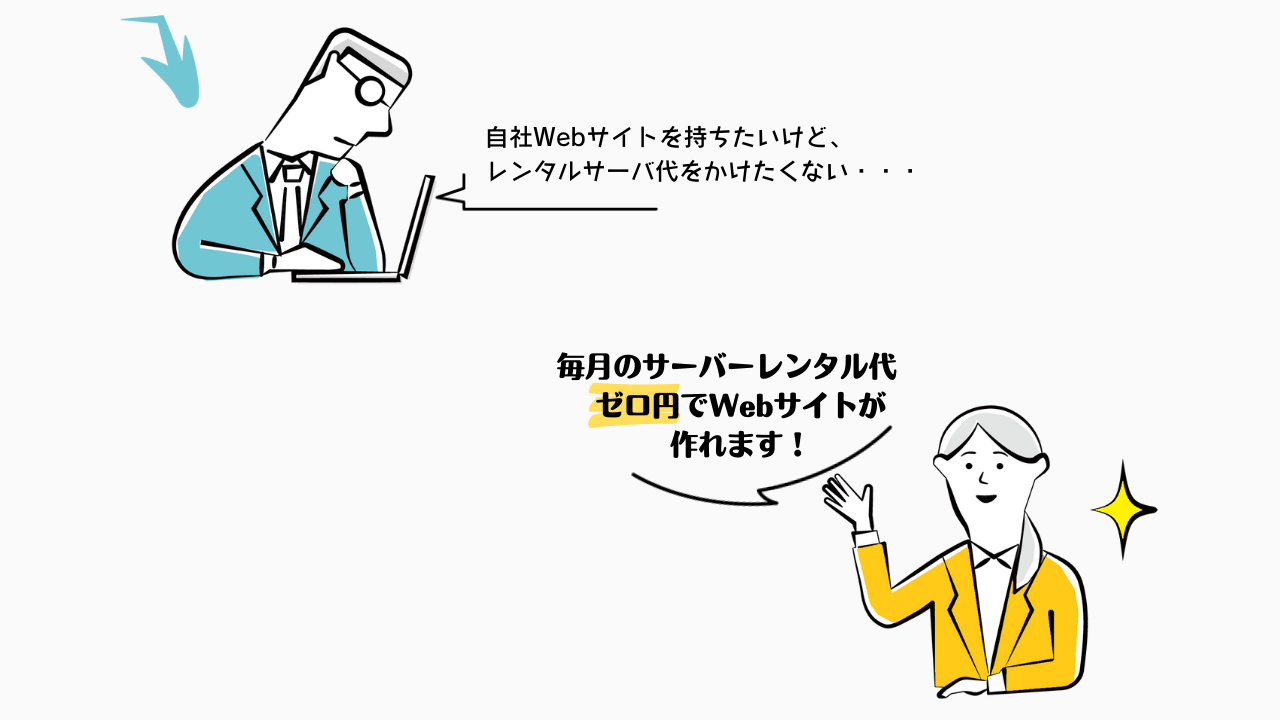 自社Webサイトを持ちたいけど、
レンタルサーバ代をかけたくない・・・
毎月のサーバーレンタル代
ゼロ円でWebサイトが
作れます！